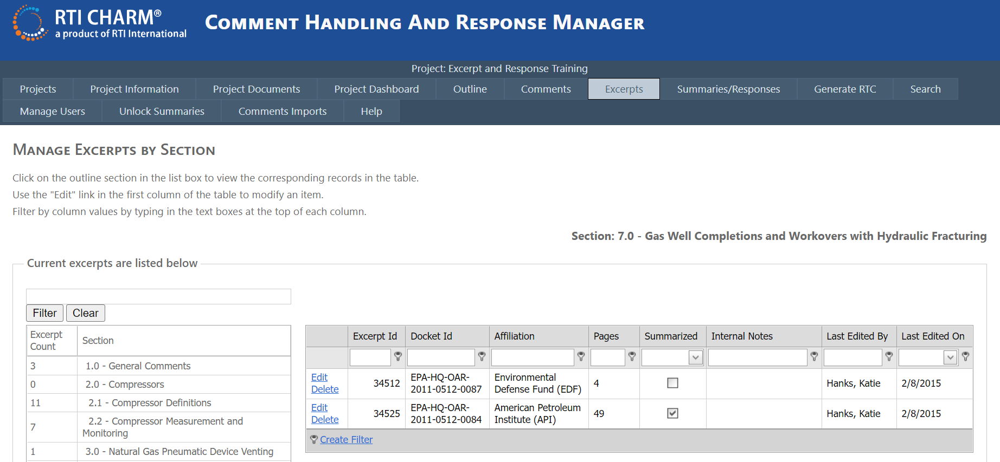 RTI CHARM®
a product of RTI International
COMMENT HANDLING AND RESPONSE MANAGER
Project: Excerpt and Response Training
Projects Project Information Project Documents Project Dashboard Outline Comments Excerpts Summaries/Responses Generate RTC Search
Manage Users Unlock Summaries Comments Imports Help
MANAGE EXCERPTS BY SECTION
Click on the outline section in the list box to view the corresponding records in the table.
Use the "Edit" link in the first column of the table to modify an item.
Filter by column values by typing in the text boxes at the top of each column.
Section: 7.0 - Gas Well Completions and Workovers with Hydraulic Fracturing
Current excerpts are listed below
Filter Clear
Excerpt
Count
Section
3 1.0 - General Comments
0 2.0 - Compressors
11 2.1 - Compressor Definitions
7 2.2 - Compressor Measurement and
Monitoring
1 3.0 - Natural Gas Pneumatic Device Venting
Excerpt Id Docket Id Affiliation Pages Summarized Internal Notes Last Edited By Last Edited On
Edit EPA-HQ-OAR- Environmental
Delete 34512 2011-0512-0087 Defense Fund (EDF) 4 Hanks, Katie 2/8/2015
Edit EPA-HQ-OAR- American Petroleum
Delete 34525 2011-0512-0084 Institute (API) 49 Hanks, Katie 2/8/2015
Create Filter